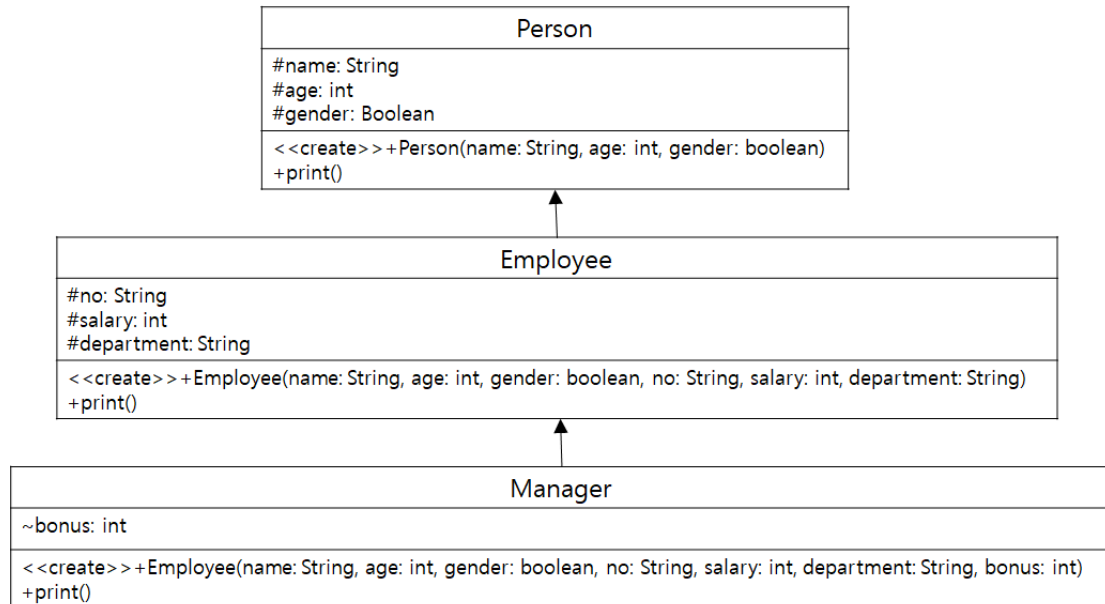 Person
#name: String
#age: int
#gender: Boolean
<<create>>+Person(name: String, age: int, gender: boolean)
+print()
Employee
#no: String
#salary: int
#department: String
<<create>>+Employee(name: String, age: int, gender: boolean, no: String, salary: int, department: String)
+print()
Manager
~bonus: int
<<create>>+Employee(name: String, age: int, gender: boolean, no: String, salary: int, department: String, bonus: int)
+print()